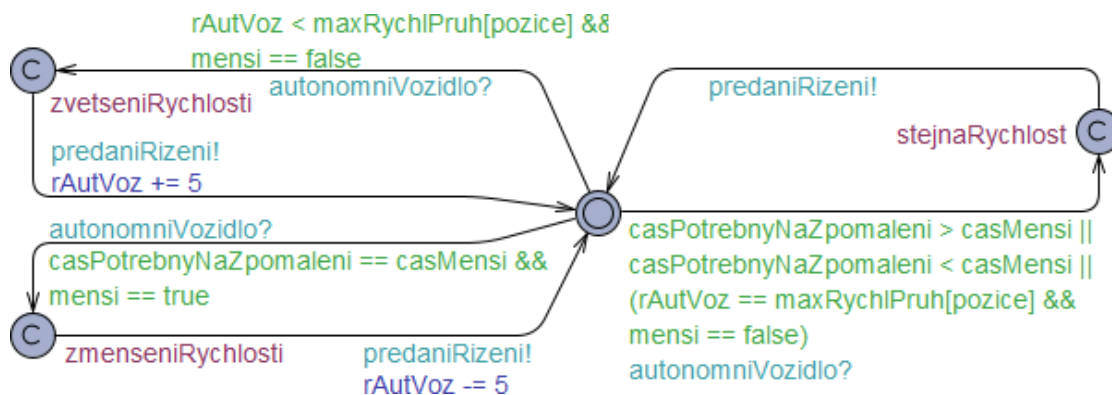 rAutVoz < maxRychlPruh[pozice] &&
mensi == false
autonomniVozidlo?
C
zvetseniRychlosti
predaniRizeni!
rAutVoz += 5
predaniRizeni!
stejnaRychlost
C
autonomniVozidlo?
casPotrebnyNaZpomaleni == casMensi &&
mensi == true
C
zmenseniRychlosti
predaniRizeni!
rAutVoz -= 5
casPotrebnyNaZpomaleni > casMensi ||
casPotrebnyNaZpomaleni < casMensi ||
(rAutVoz == maxRychlPruh[pozice] &&
mensi == false)
autonomniVozidlo?